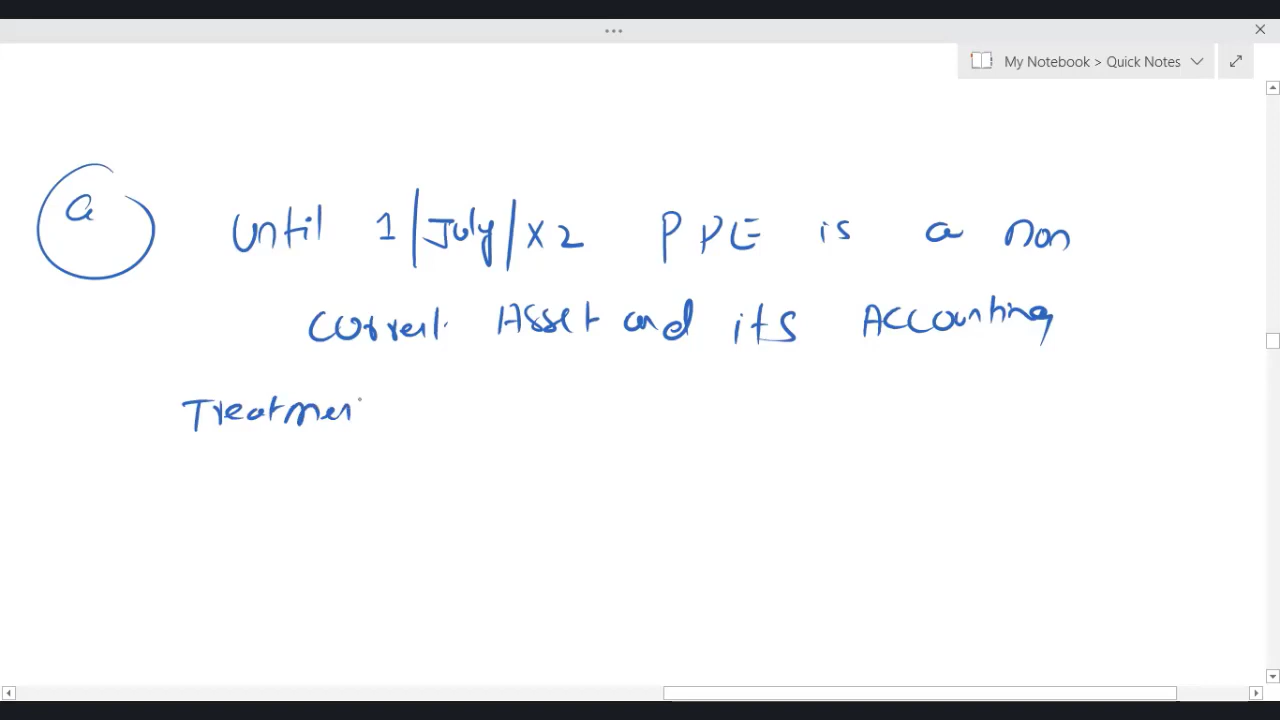 My Notebook > Quick Notes
a
Until 1/July/X2 PPE is a non
current Asset and its Accounting
Treatmen